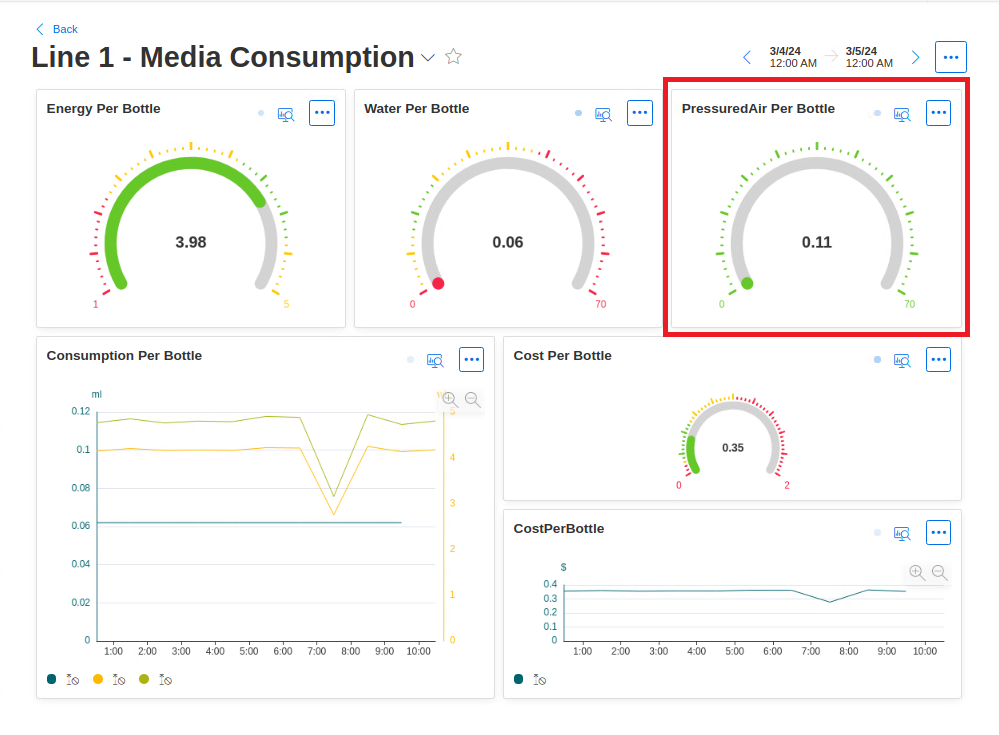 Back
Line 1 - Media Consumption
3/4/24
12:00 AM
3/5/24
12:00 AM
Energy Per Bottle
3.98
1
5
Water Per Bottle
0.06
0
70
PressuredAir Per Bottle
0.11
0
70
Consumption Per Bottle
ml
0.12
0.1
0.08
0.06
0.04
0.02
0
5
4
3
2
1
0
1:00 2:00 3:00 4:00 5:00 6:00 7:00 8:00 9:00 10:00
Cost Per Bottle
0.35
0
2
CostPerBottle
$
0.4
0.3
0.2
0.1
0
1:00 2:00 3:00 4:00 5:00 6:00 7:00 8:00 9:00 10:00